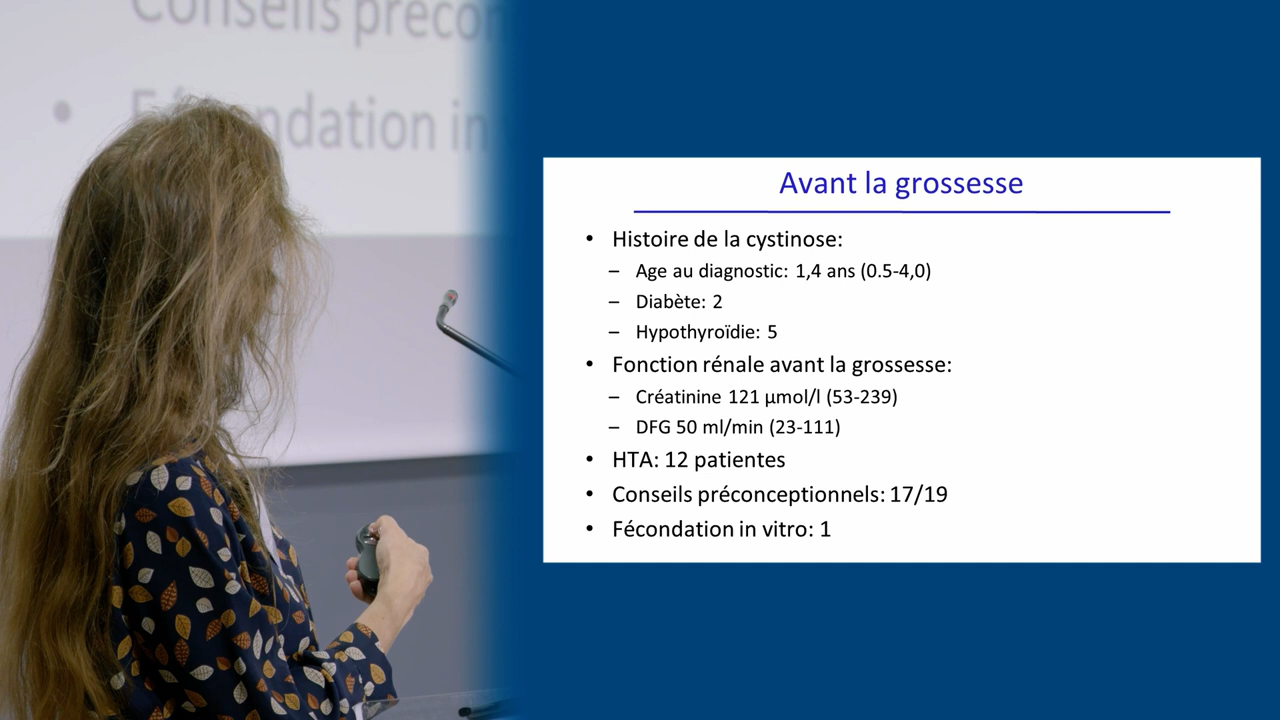 Conseils précon
Fécondation in
Avant la grossesse
• Histoire de la cystinose:
– Age au diagnostic: 1,4 ans (0.5-4,0)
– Diabète: 2
– Hypothyroïdie: 5
• Fonction rénale avant la grossesse:
– Créatinine 121 µmol/l (53-239)
– DFG 50 ml/min (23-111)
• HTA: 12 patientes
• Conseils préconceptionnels: 17/19
• Fécondation in vitro: 1